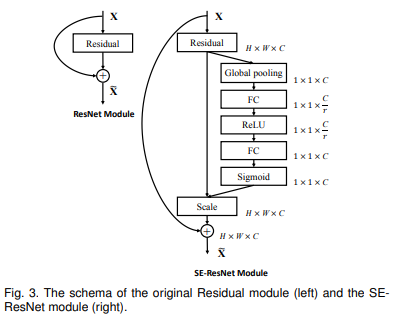 X
Residual
+
X̃
ResNet Module
X
Residual
H × W × C
Global pooling
1 × 1 × C
FC
1 × 1 × C/r
ReLU
1 × 1 × C/r
FC
1 × 1 × C
Sigmoid
1 × 1 × C
Scale
H × W × C
+
H × W × C
X̃
SE-ResNet Module
Fig. 3. The schema of the original Residual module (left) and the SE-
ResNet module (right).